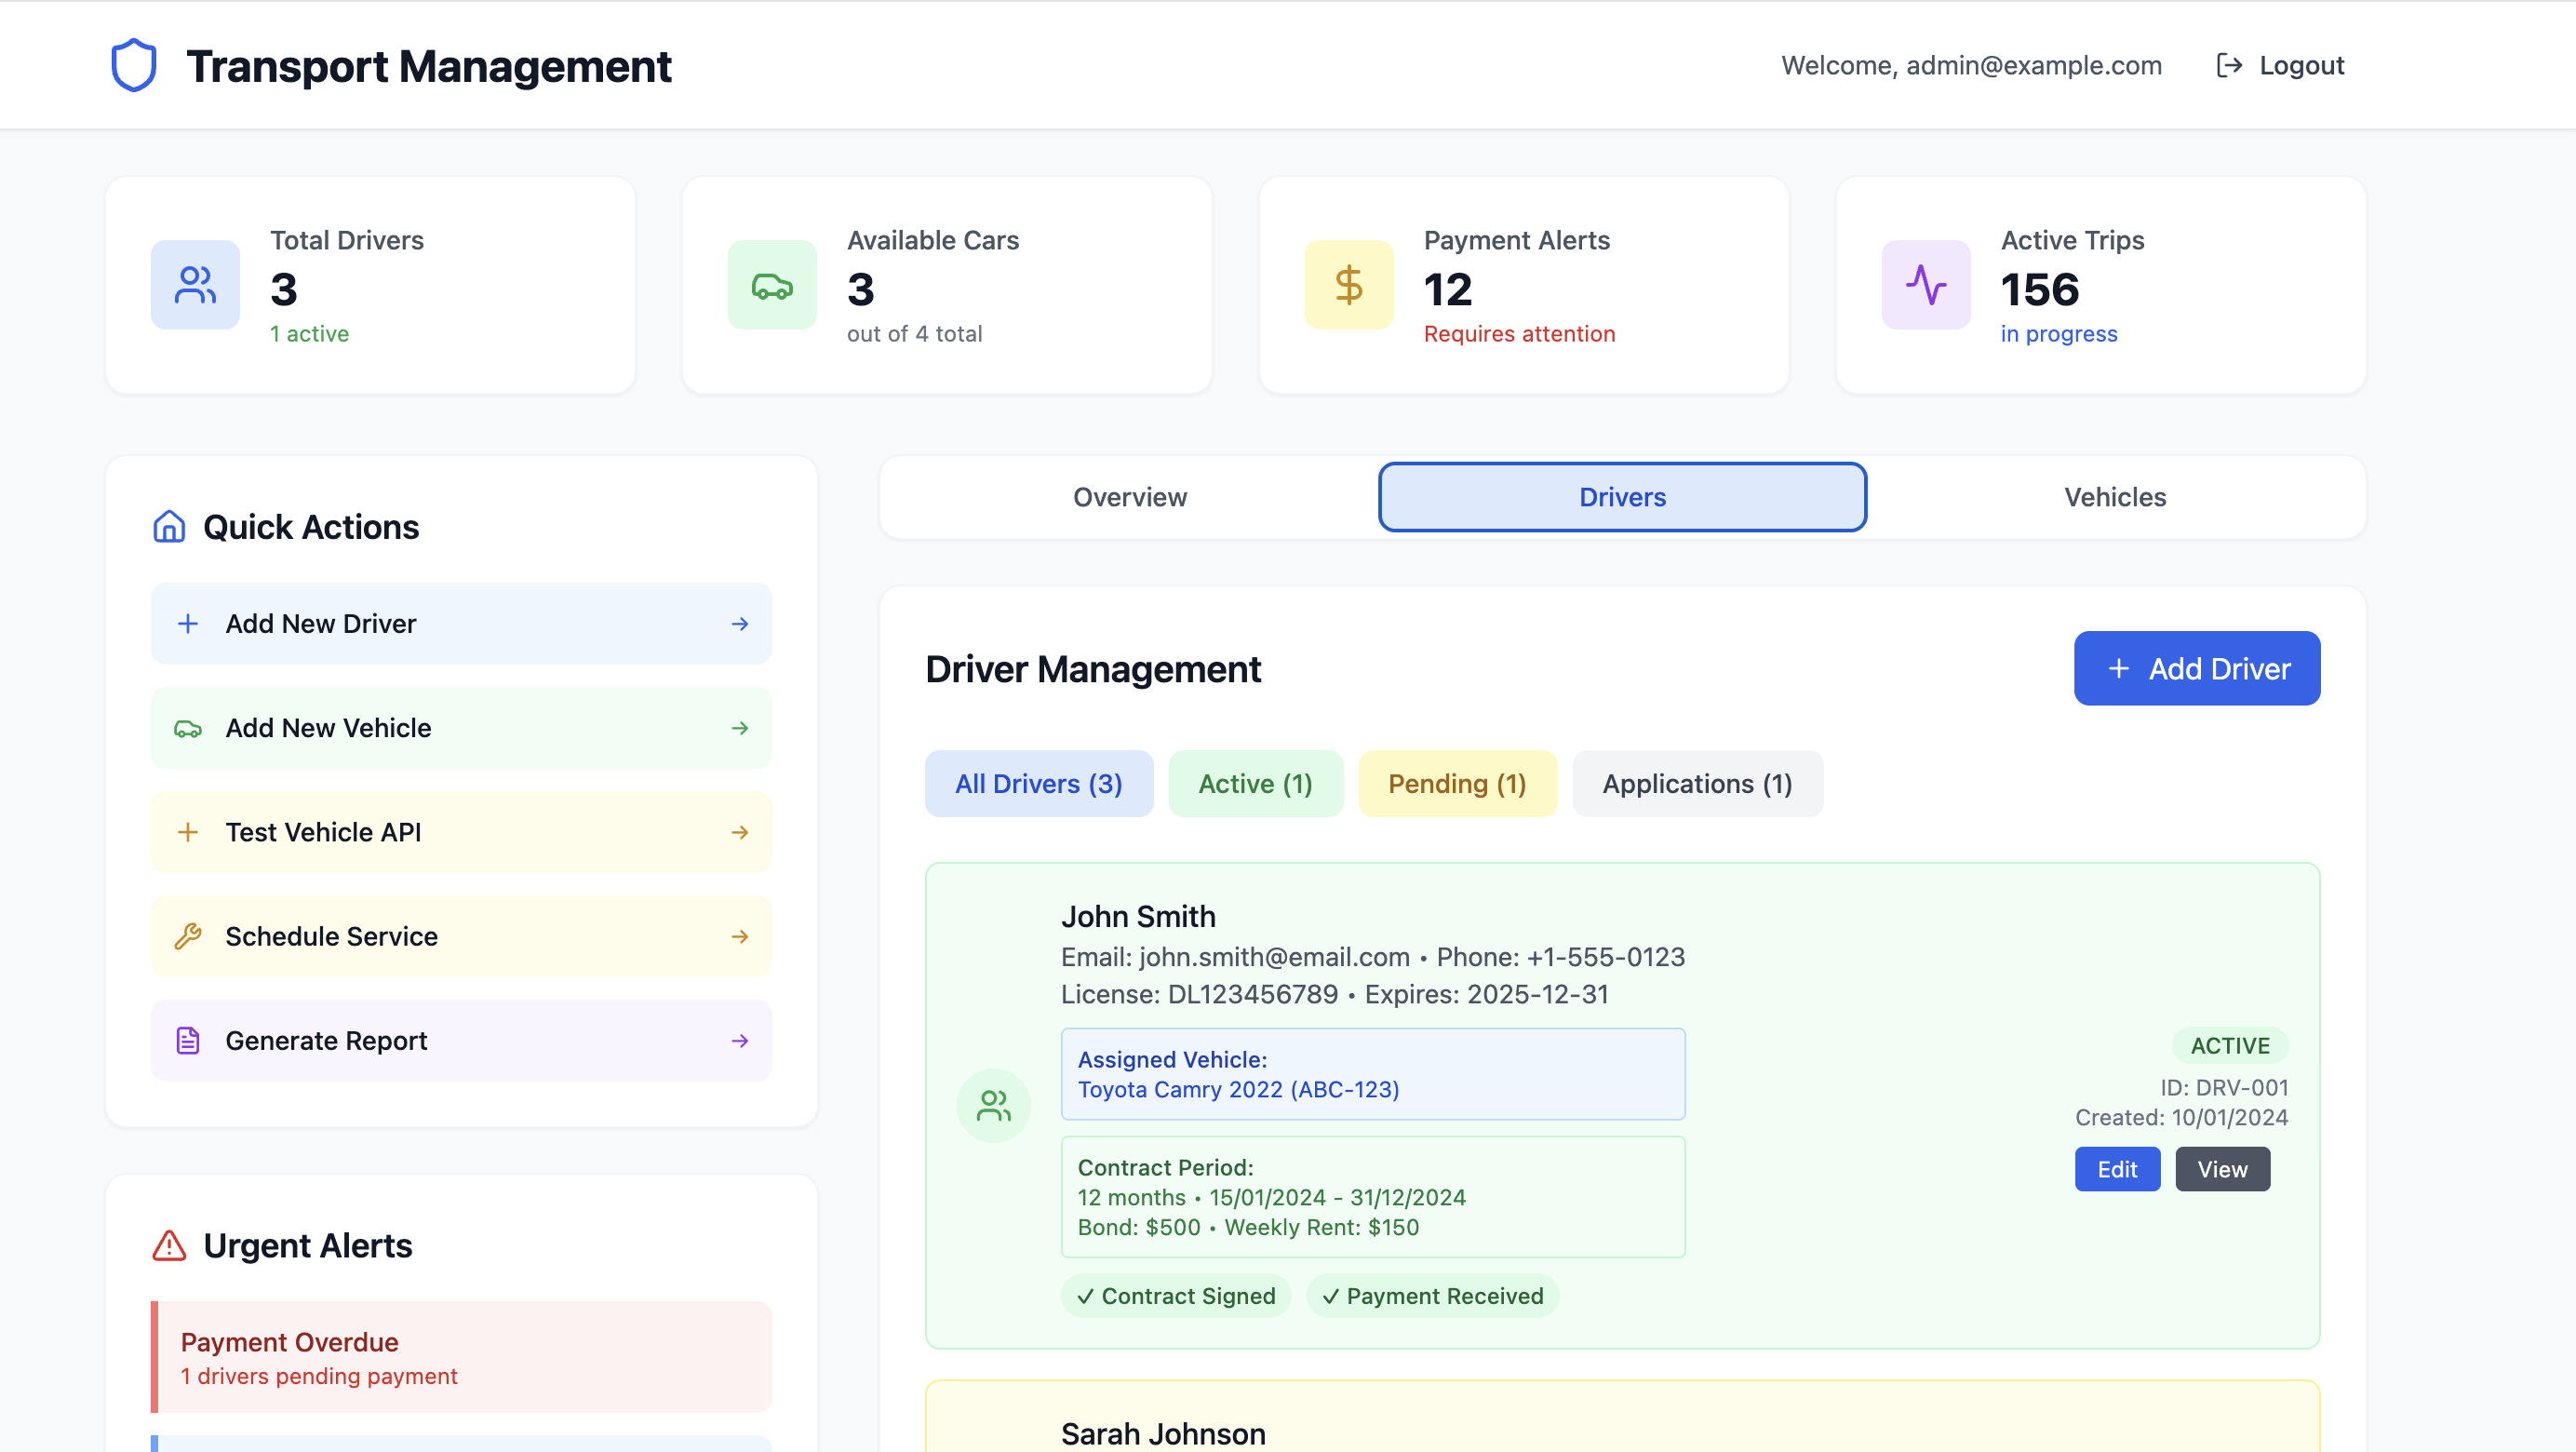 Transport Management
Welcome, admin@example.com
Logout
Total Drivers
3
1 active
Available Cars
3
out of 4 total
Payment Alerts
12
Requires attention
Active Trips
156
in progress
Quick Actions
Add New Driver
Add New Vehicle
Test Vehicle API
Schedule Service
Generate Report
Urgent Alerts
Payment Overdue
1 drivers pending payment
Overview
Drivers
Vehicles
Driver Management
+ Add Driver
All Drivers (3)
Active (1)
Pending (1)
Applications (1)
John Smith
Email: john.smith@email.com • Phone: +1-555-0123
License: DL123456789 • Expires: 2025-12-31
Assigned Vehicle:
Toyota Camry 2022 (ABC-123)
Contract Period:
12 months • 15/01/2024 - 31/12/2024
Bond: $500 • Weekly Rent: $150
✓ Contract Signed
✓ Payment Received
ACTIVE
ID: DRV-001
Created: 10/01/2024
Edit
View
Sarah Johnson